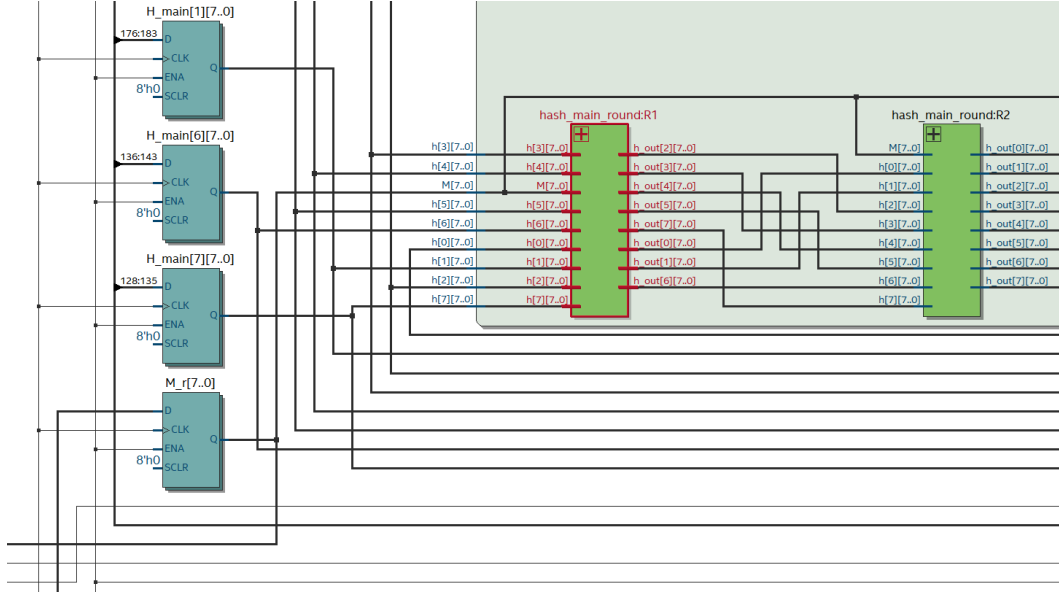 H_main[1][7..0]
176:183
D
CLK
ENA
8'h0
SCLR
Q
H_main[6][7..0]
136:143
D
CLK
ENA
8'h0
SCLR
Q
H_main[7][7..0]
128:135
D
CLK
ENA
8'h0
SCLR
Q
M_r[7..0]
D
CLK
ENA
8'h0
SCLR
Q
h[3][7..0]
h[4][7..0]
M[7..0]
h[5][7..0]
h[6][7..0]
h[0][7..0]
h[1][7..0]
h[2][7..0]
h[7][7..0]
hash_main_round:R1
h[3][7..0]
h[4][7..0]
M[7..0]
h[5][7..0]
h[6][7..0]
h[0][7..0]
h[1][7..0]
h[2][7..0]
h[7][7..0]
h_out[2][7..0]
h_out[3][7..0]
h_out[4][7..0]
h_out[5][7..0]
h_out[7][7..0]
h_out[0][7..0]
h_out[1][7..0]
h_out[6][7..0]
hash_main_round:R2
M[7..0]
h[0][7..0]
h[1][7..0]
h[2][7..0]
h[3][7..0]
h[4][7..0]
h[5][7..0]
h[6][7..0]
h[7][7..0]
h_out[0][7..0]
h_out[1][7..0]
h_out[2][7..0]
h_out[3][7..0]
h_out[4][7..0]
h_out[5][7..0]
h_out[6][7..0]
h_out[7][7..0]